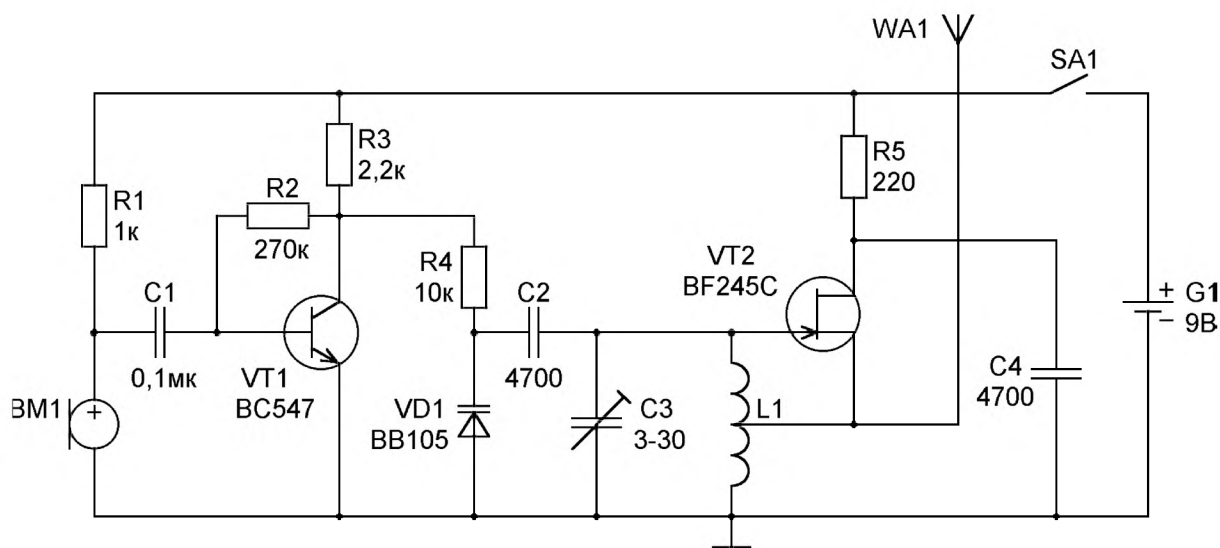 WA1
SA1
R3
2,2к
R5
220
R1
1к
R2
270к
R4
10к
C2
4700
VT2
BF245C
+ G1
− 9В
C1
0,1мк
VT1
BC547
BM1
+
VD1
BB105
C3
3-30
L1
C4
4700